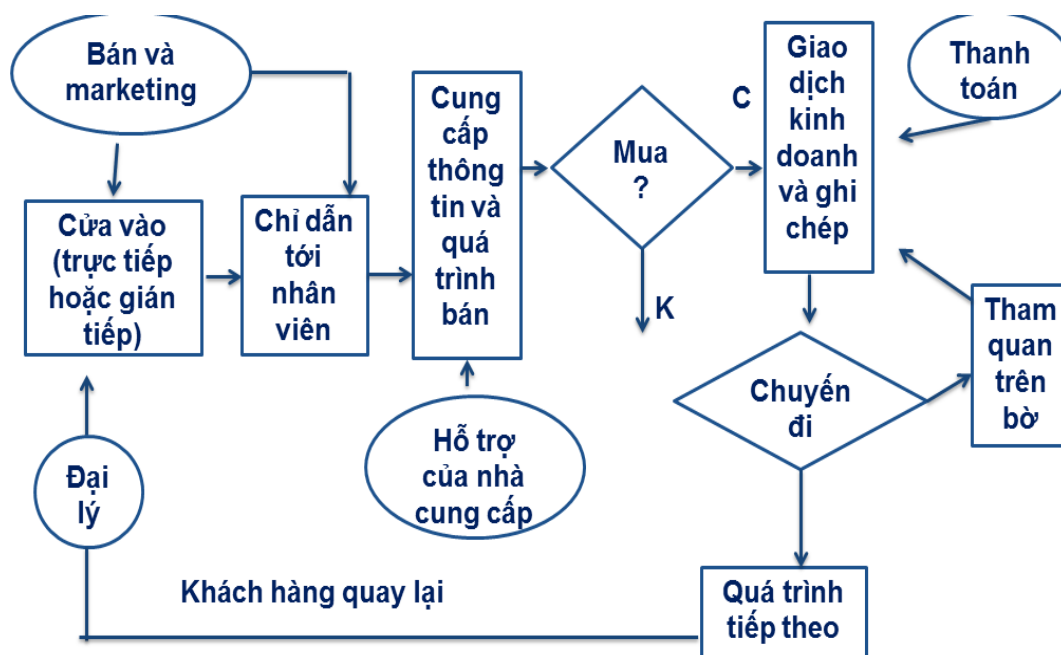 Bán và
marketing
Cửa vào
(trực tiếp
hoặc gián
tiếp)
Chỉ dẫn
tới
nhân
viên
Cung
cấp
thông
tin và
quá
trình
bán
Mua
?
C
K
Giao
dịch
kinh
doanh
và ghi
chép
Thanh
toán
Tham
quan
trên
bờ
Chuyến
đi
Hỗ trợ
của nhà
cung cấp
Đại
lý
Khách hàng quay lại
Quá trình
tiếp theo